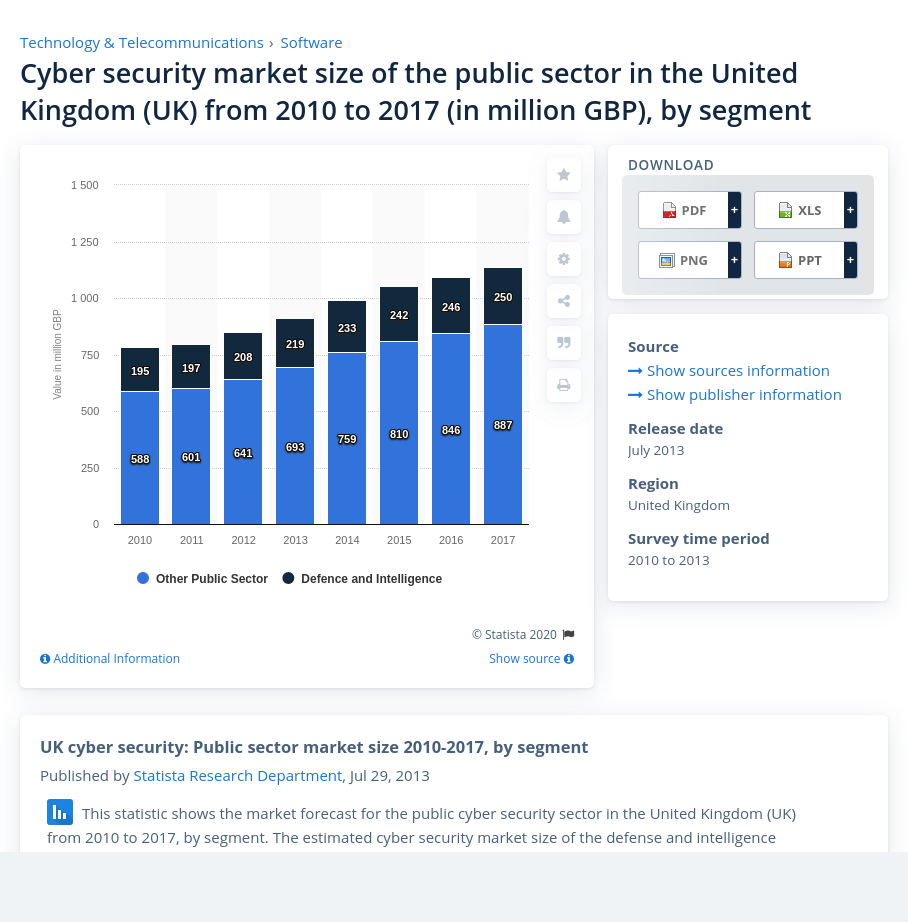 Technology & Telecommunications › Software
Cyber security market size of the public sector in the United
Kingdom (UK) from 2010 to 2017 (in million GBP), by segment
1 500
1 250
1 000
750
500
250
0
Value in million GBP
195
197
208
219
233
242
246
250
588
601
641
693
759
810
846
887
2010
2011
2012
2013
2014
2015
2016
2017
Other Public Sector
Defence and Intelligence
© Statista 2020
Additional Information
Show source
DOWNLOAD
PDF +
XLS +
PNG +
PPT +
Source
Show sources information
Show publisher information
Release date
July 2013
Region
United Kingdom
Survey time period
2010 to 2013
UK cyber security: Public sector market size 2010-2017, by segment
Published by Statista Research Department, Jul 29, 2013
This statistic shows the market forecast for the public cyber security sector in the United Kingdom (UK)
from 2010 to 2017, by segment. The estimated cyber security market size of the defense and intelligence